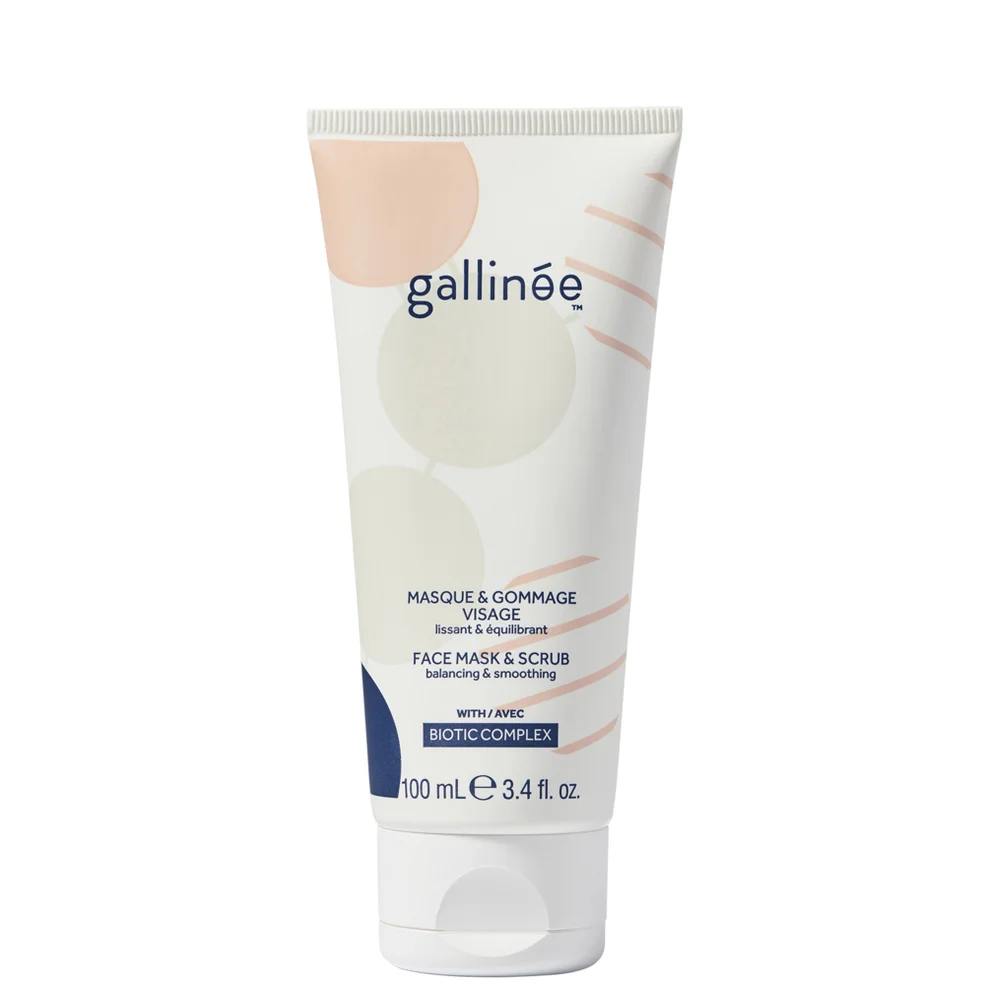 gallinée
™
MASQUE & GOMMAGE
VISAGE
lissant & équilibrant
FACE MASK & SCRUB
balancing & smoothing
WITH / AVEC
BIOTIC COMPLEX
100 mL ℮ 3.4 fl. oz.